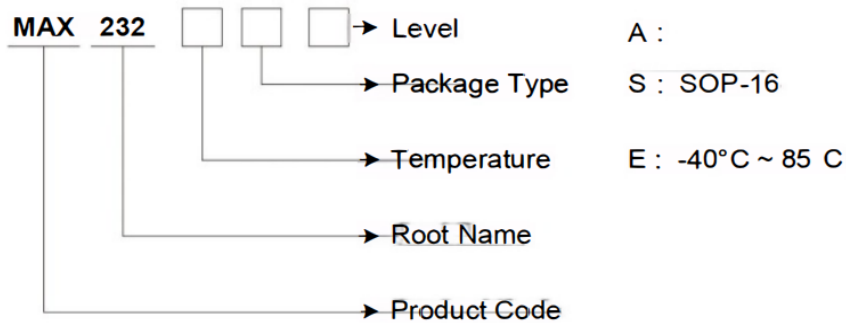 MAX 232 Level A :
Package Type S : SOP-16
Temperature E : -40°C ~ 85 C
Root Name
Product Code